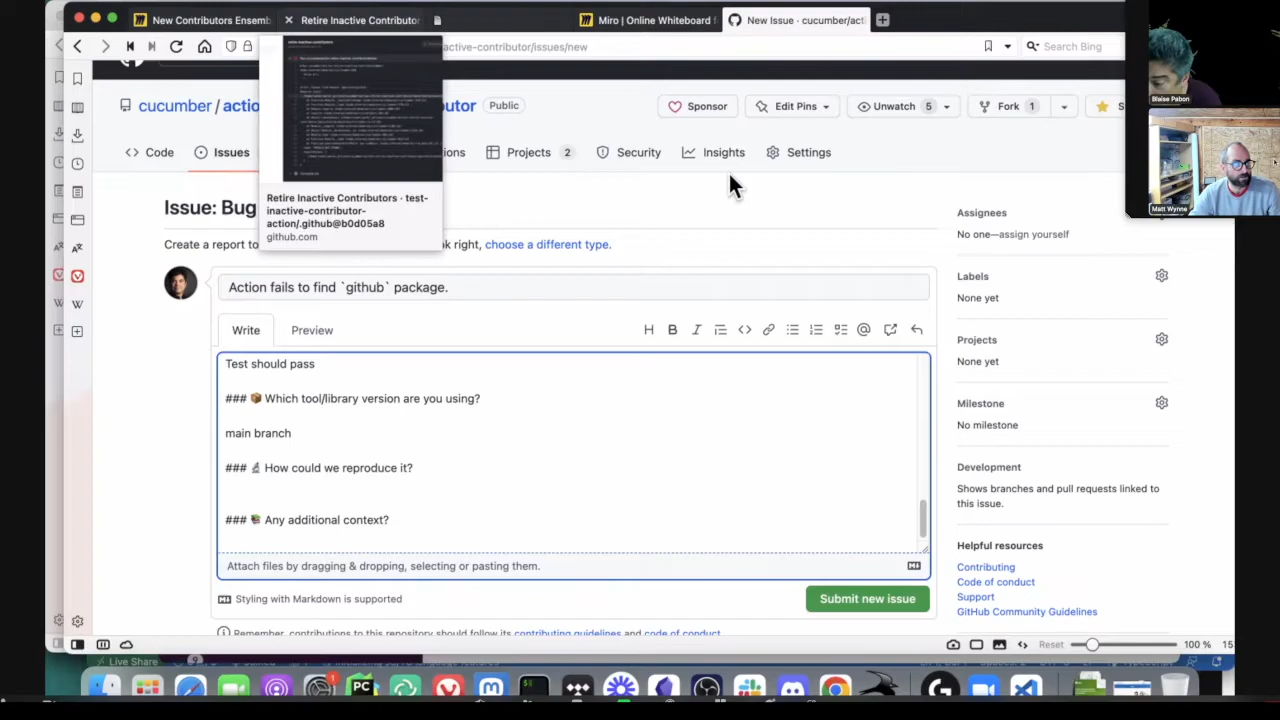 New Contributors Ensemb
Retire Inactive Contributor
Miro | Online Whiteboard f
New Issue · cucumber/acti
active-contributor/issues/new
Search Bing
cucumber / actio
utor
Public
Sponsor
Edit Pins
Unwatch 5
Fork 1
S
Code
Issues
ons
Projects 2
Security
Insights
Settings
Retire Inactive Contributors · test-
inactive-contributor-
action/.github@b0d05a8
github.com
Issue: Bug
Create a report to
ok right, choose a different type.
Action fails to find `github` package.
Write
Preview
Test should pass
### 📦 Which tool/library version are you using?
main branch
### 🔬 How could we reproduce it?
### 📚 Any additional context?
Attach files by dragging & dropping, selecting or pasting them.
Styling with Markdown is supported
Submit new issue
Remember, contributions to this repository should follow its contributing guidelines and code of conduct
Assignees
No one—assign yourself
Labels
None yet
Projects
None yet
Milestone
No milestone
Development
Shows branches and pull requests linked to
this issue.
Helpful resources
Contributing
Code of conduct
Support
GitHub Community Guidelines
Blaise Pabon
Matt Wynne
Reset
100 %
15
Live Share